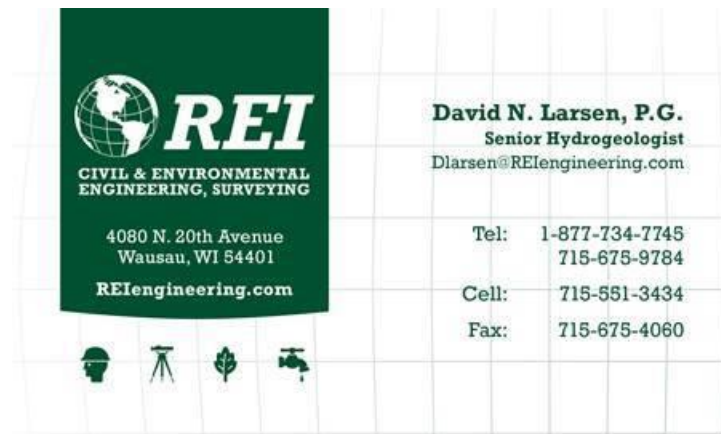 REI
CIVIL & ENVIRONMENTAL
ENGINEERING, SURVEYING
4080 N. 20th Avenue
Wausau, WI 54401
REIengineering.com
David N. Larsen, P.G.
Senior Hydrogeologist
Dlarsen@REIengineering.com
Tel: 1-877-734-7745
715-675-9784
Cell: 715-551-3434
Fax: 715-675-4060